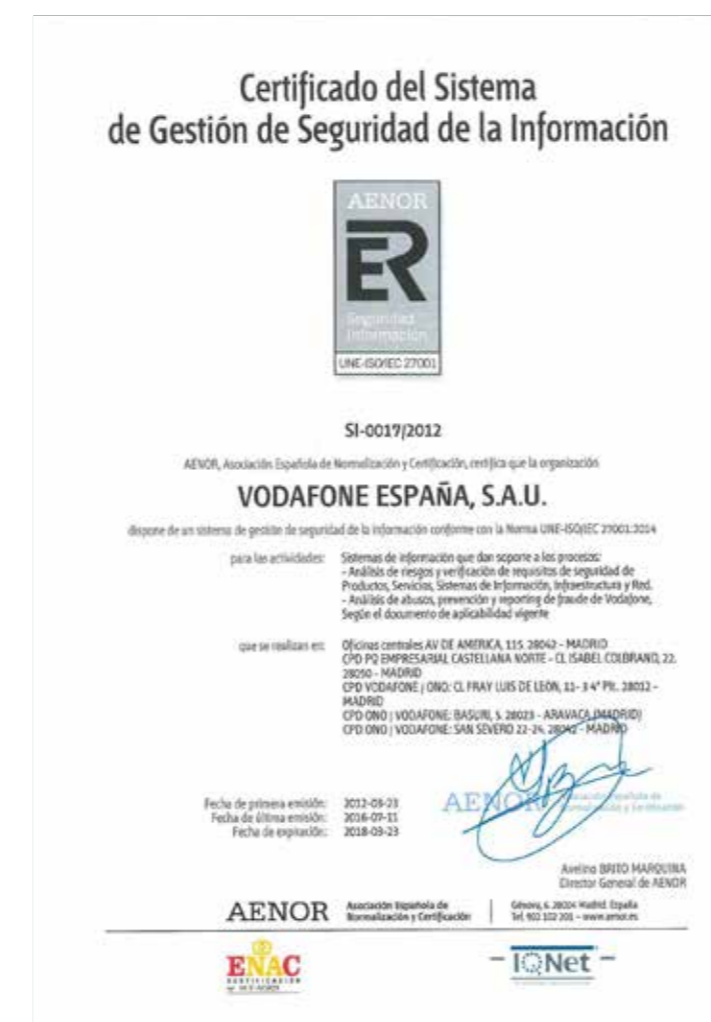 Certificado del Sistema
de Gestión de Seguridad de la Información
AENOR
ER
Seguridad
Información
UNE-ISO/IEC 27001
SI-0017/2012
AENOR, Asociación Española de Normalización y Certificación, certifica que la organización
VODAFONE ESPAÑA, S.A.U.
dispone de un sistema de gestión de seguridad de la información conforme con la Norma UNE-ISO/IEC 27001:2014
para las actividades: Sistemas de información que dan soporte a los procesos:
- Análisis de riesgos y verificación de requisitos de seguridad de
Productos, Servicios, Sistemas de Información, Infraestructura y Red.
- Análisis de abusos, prevención y reporting de fraude de Vodafone,
Según el documento de aplicabilidad vigente
que se realizan en: Oficinas centrales AV DE AMERICA, 115. 28042 - MADRID
CPD PQ EMPRESARIAL CASTELLANA NORTE - CL ISABEL COLBRAND, 22.
28050 - MADRID
CPD VODAFONE / ONO: CL FRAY LUIS DE LEÓN, 11- 3 4ª Plt. 28012 -
MADRID
CPD ONO / VODAFONE: BASURI, 5. 28023 - ARAVACA (MADRID)
CPD ONO / VODAFONE: SAN SEVERO 22-24. 28042 - MADRID
Fecha de primera emisión: 2012-03-23
Fecha de última emisión: 2016-07-11
Fecha de expiración: 2018-03-23
AENOR Asociación Española de
Normalización y Certificación
Avelino BRITO MARQUINA
Director General de AENOR
AENOR Asociación Española de
Normalización y Certificación
Génova, 6. 28004 Madrid. España
Tel. 902 102 201 – www.aenor.es
ENAC
CERTIFICACIÓN
IQNet